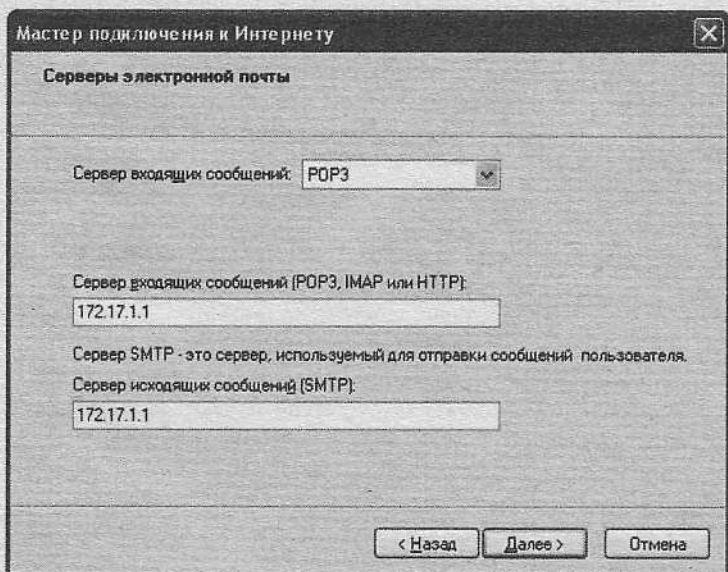 Мастер подключения к Интернету
Серверы электронной почты
Сервер входящих сообщений: POP3
Сервер входящих сообщений (POP3, IMAP или HTTP):
172.17.1.1
Сервер SMTP - это сервер, используемый для отправки сообщений пользователя.
Сервер исходящих сообщений (SMTP):
172.17.1.1
< Назад Далее > Отмена